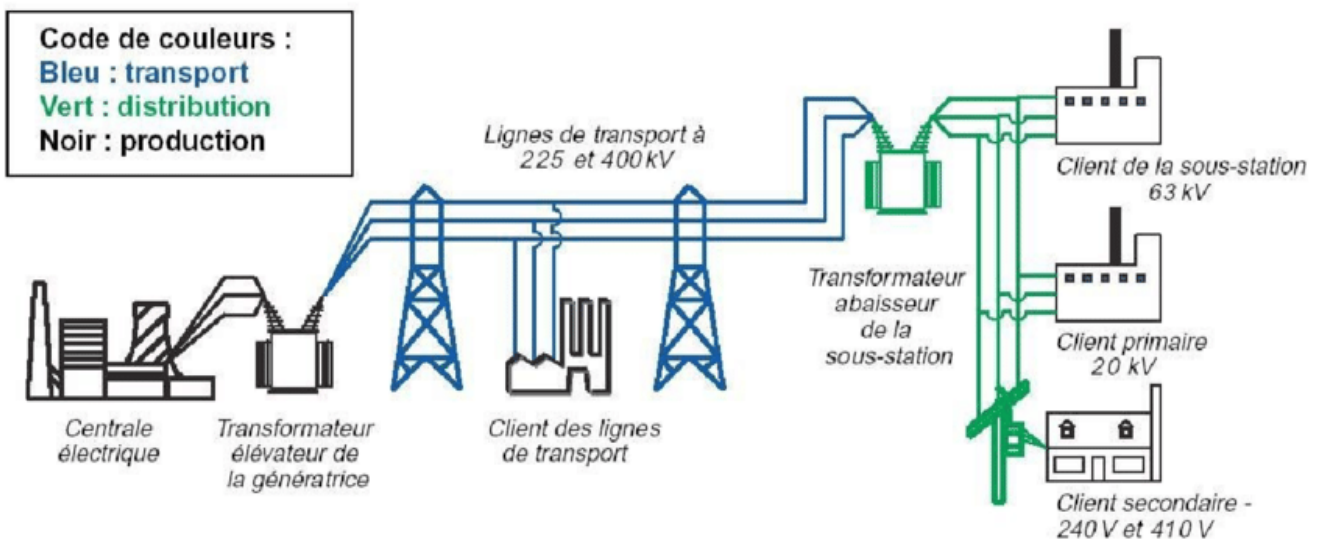 Code de couleurs :
Bleu : transport
Vert : distribution
Noir : production
Lignes de transport à
225 et 400 kV
Client de la sous-station
63 kV
Transformateur
abaisseur
de la
sous-station
Client primaire
20 kV
Centrale
électrique
Transformateur
élévateur de
la génératrice
Client des lignes
de transport
Client secondaire -
240 V et 410 V